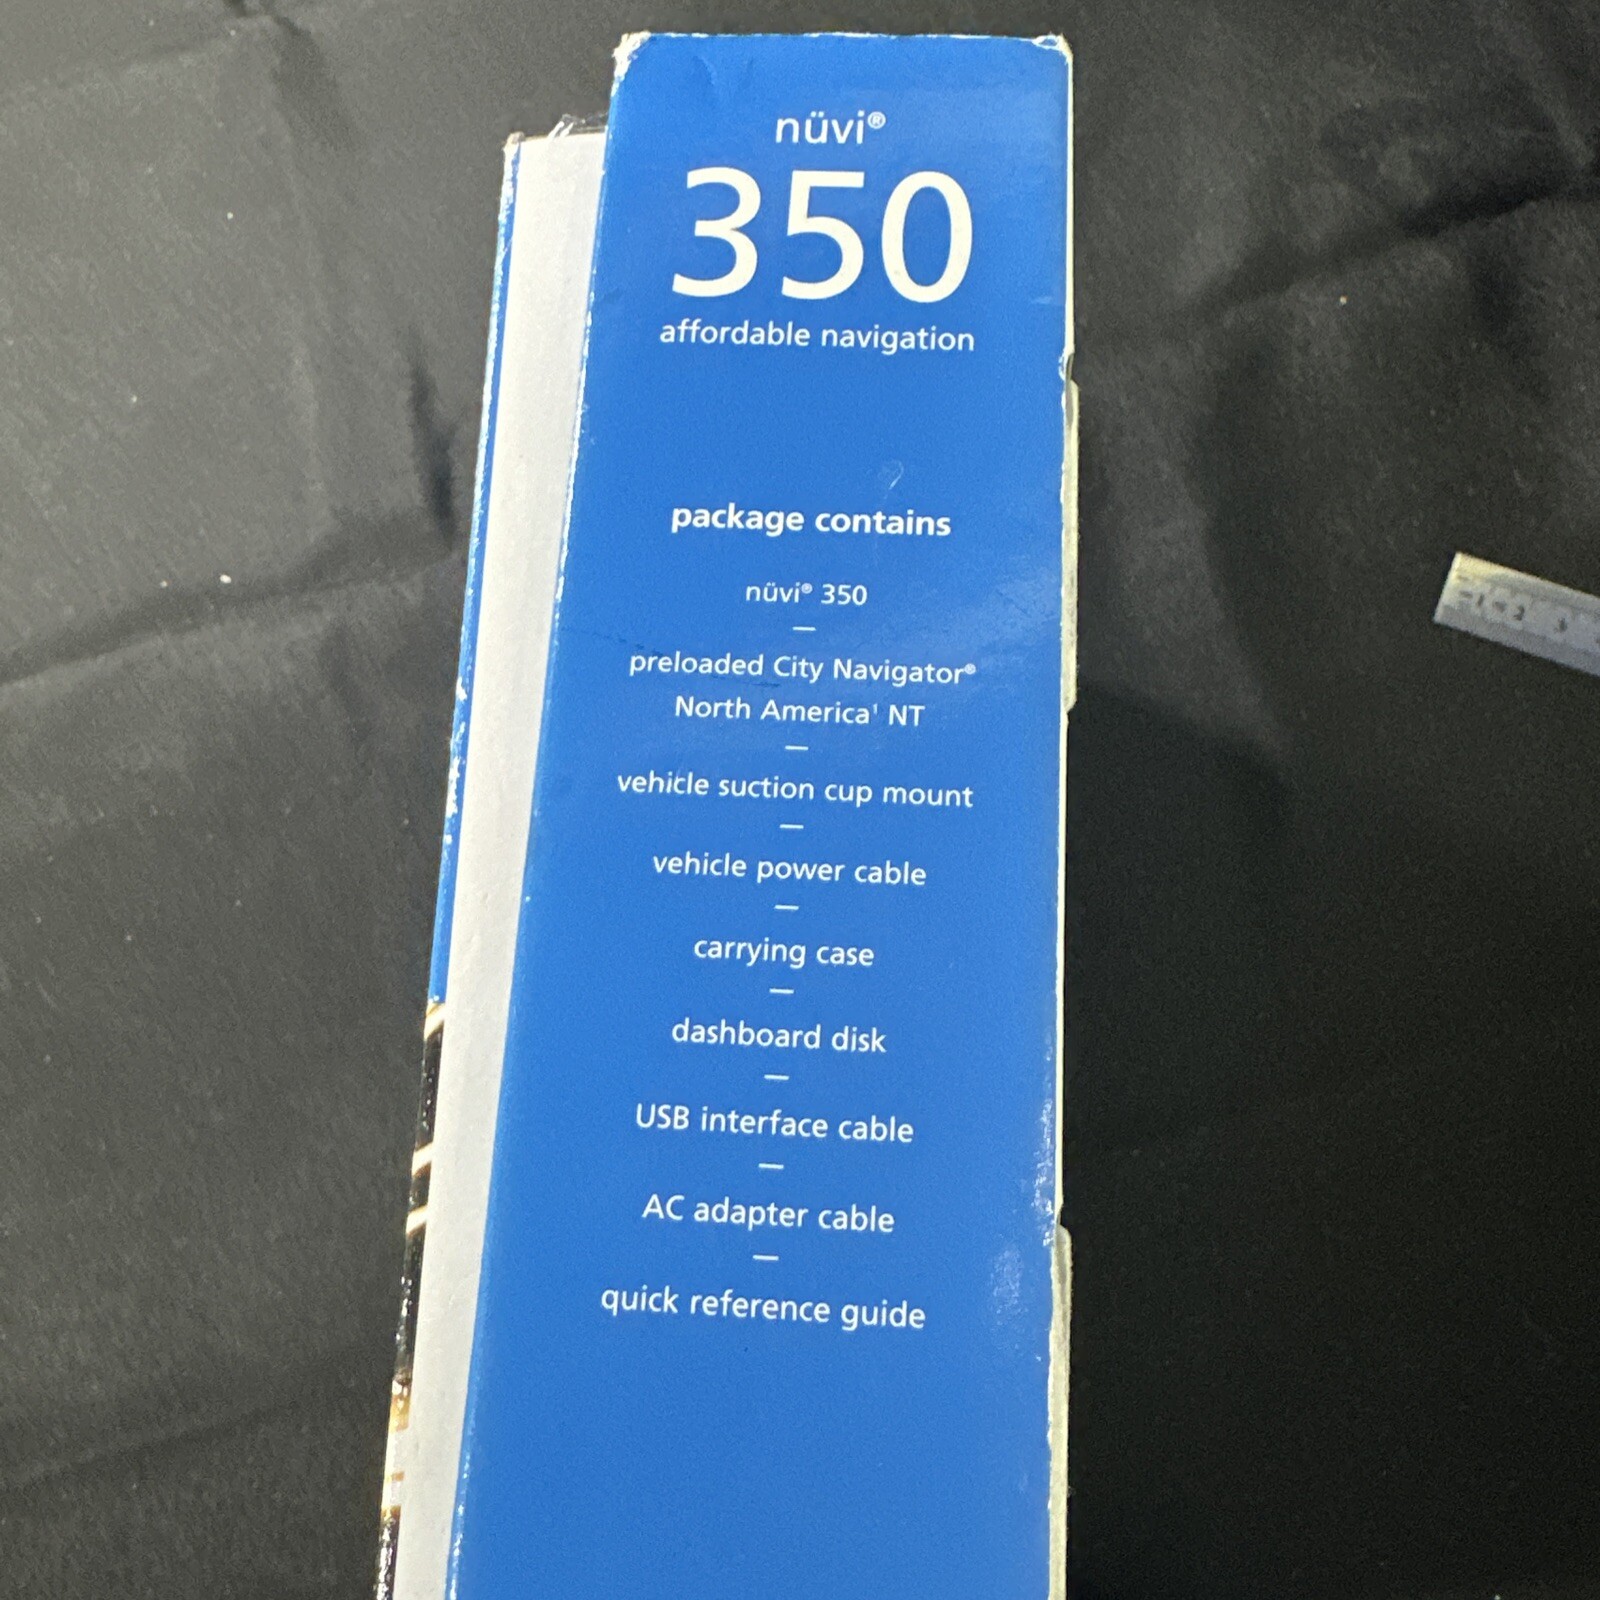 nüvi®
350
affordable navigation
package contains
nüvi® 350
—
preloaded City Navigator®
North America¹ NT
—
vehicle suction cup mount
—
vehicle power cable
—
carrying case
—
dashboard disk
—
USB interface cable
—
AC adapter cable
—
quick reference guide